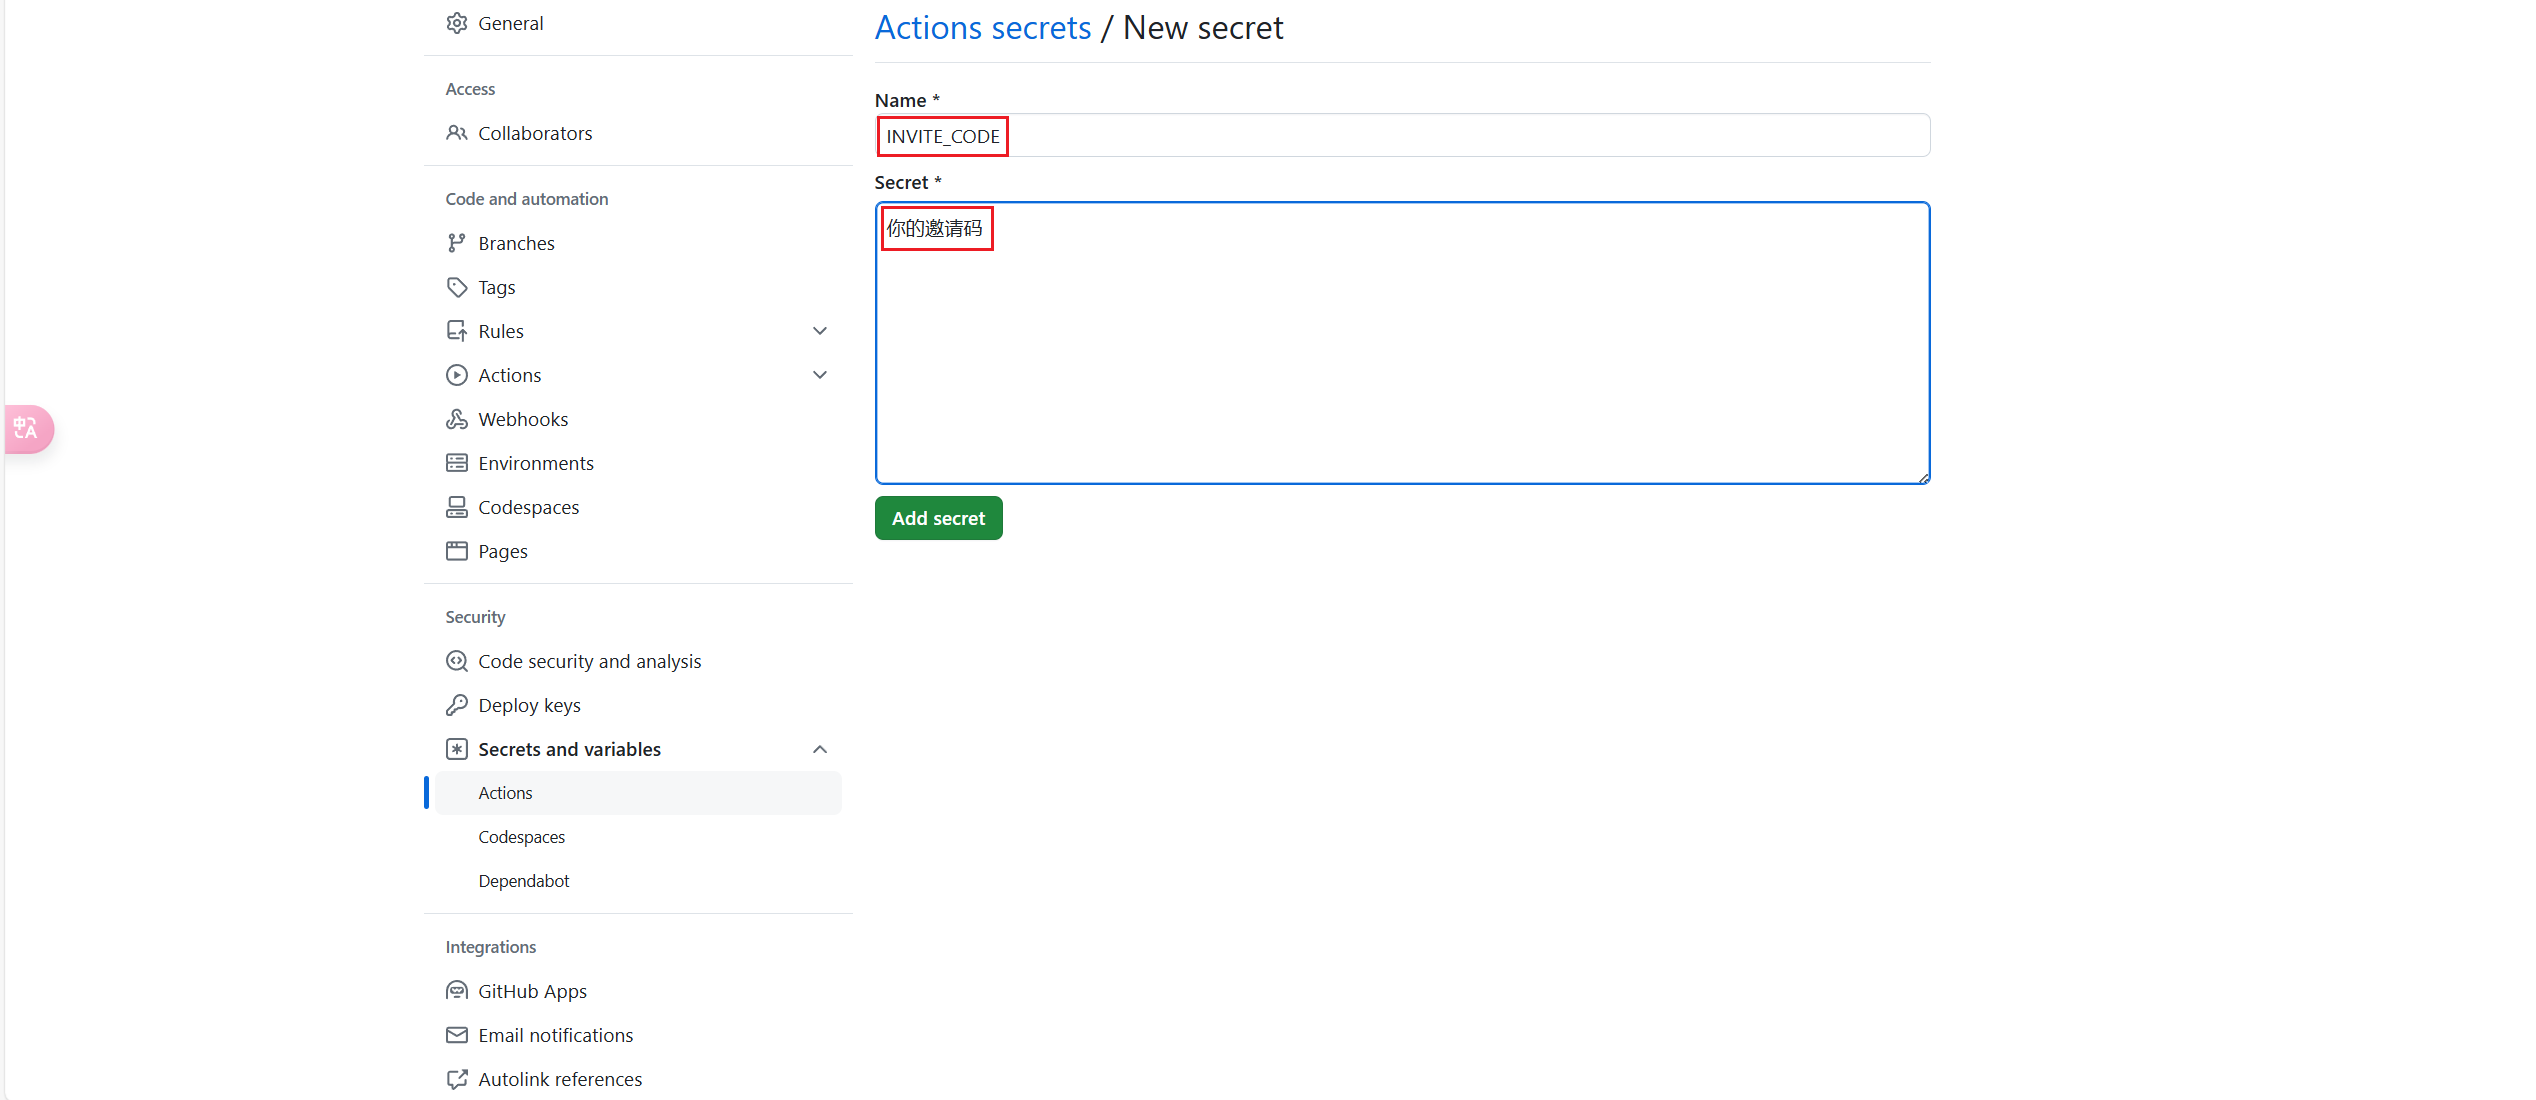 General
Access
Collaborators
Code and automation
Branches
Tags
Rules
Actions
Webhooks
Environments
Codespaces
Pages
Security
Code security and analysis
Deploy keys
Secrets and variables
Actions
Codespaces
Dependabot
Integrations
GitHub Apps
Email notifications
Autolink references
Actions secrets / New secret
Name *
INVITE_CODE
Secret *
你的邀请码
Add secret
中A